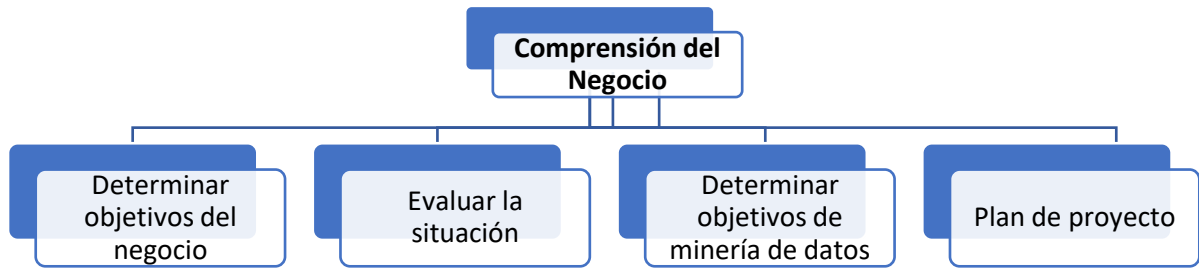 Comprensión del
Negocio
Determinar
objetivos del
negocio
Evaluar la
situación
Determinar
objetivos de
minería de datos
Plan de proyecto